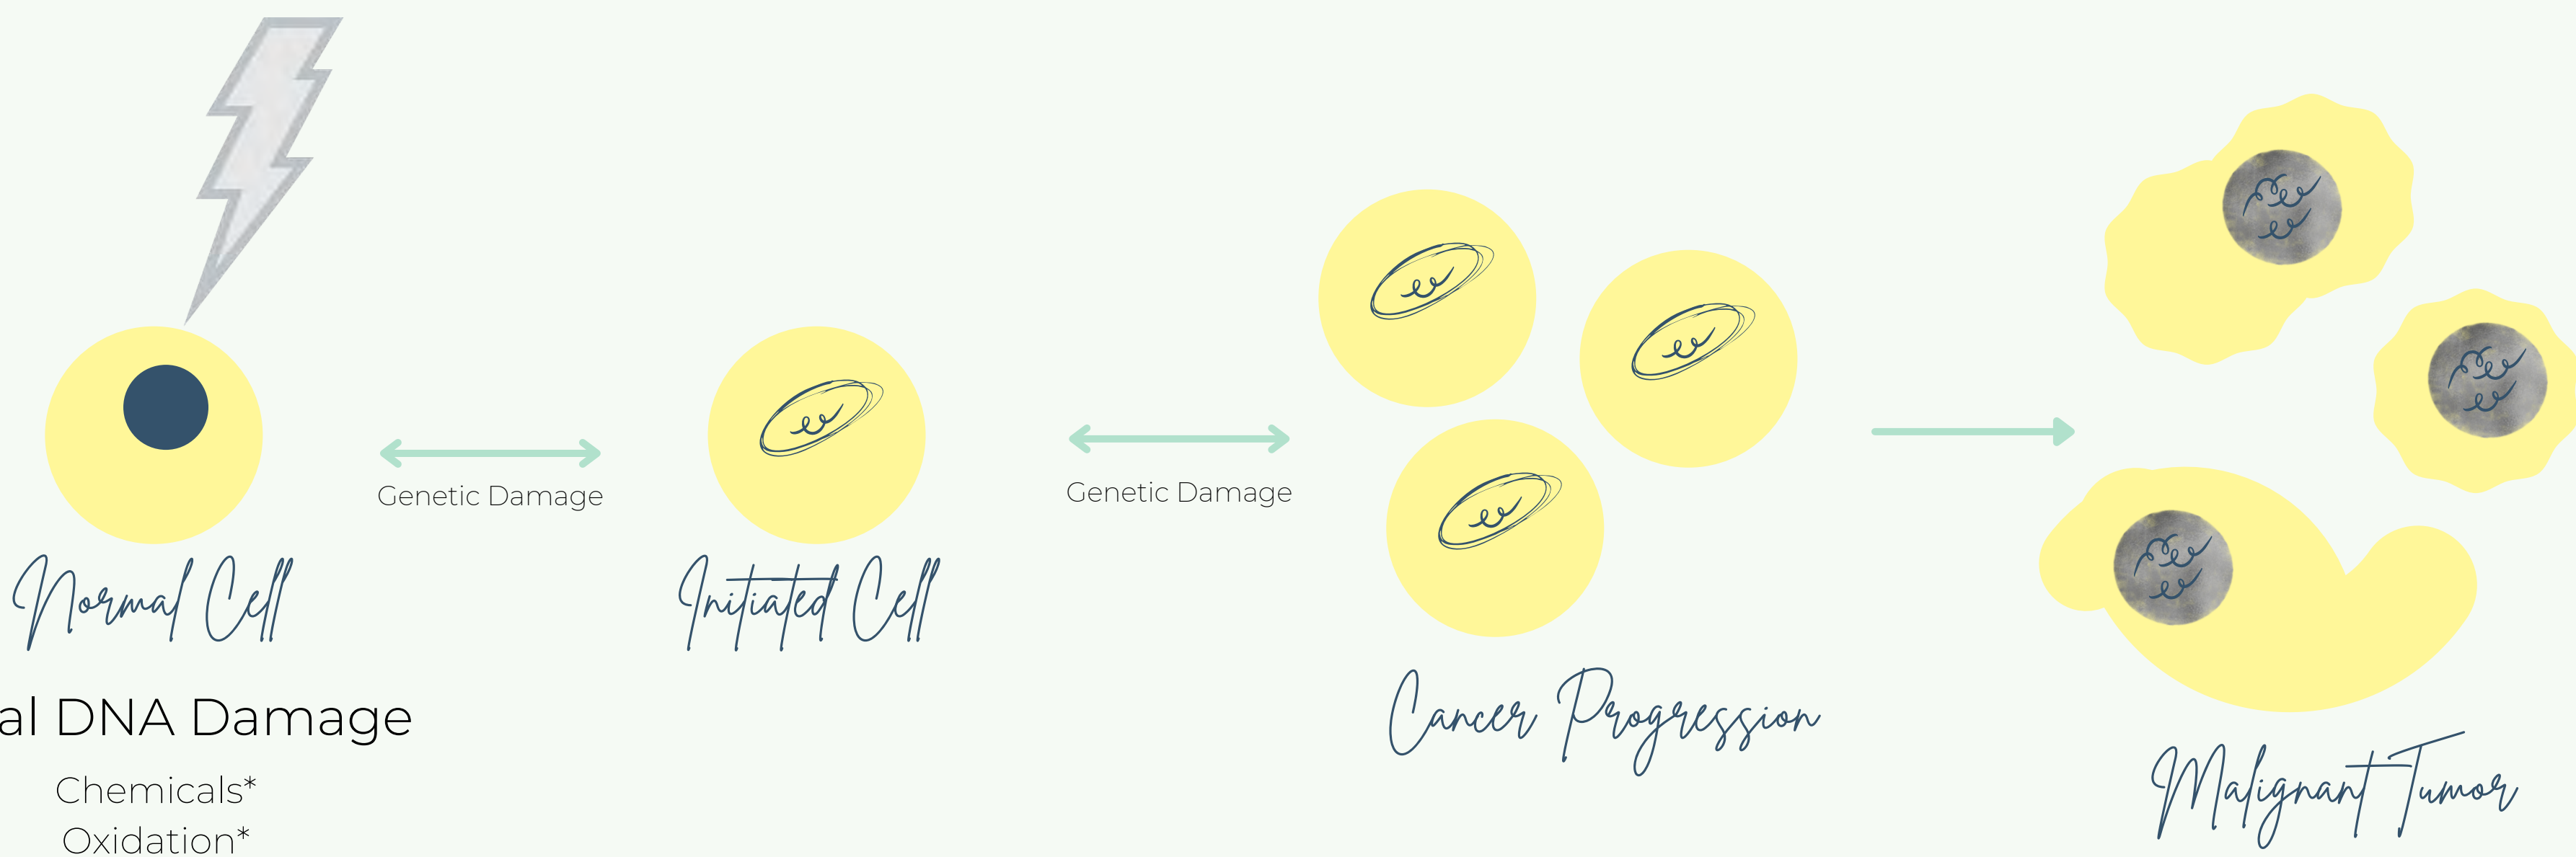 Genetic Damage
Genetic Damage
Normal Cell
Initiated Cell
Cancer Progression
Malignant Tumor
al DNA Damage
Chemicals*
Oxidation*